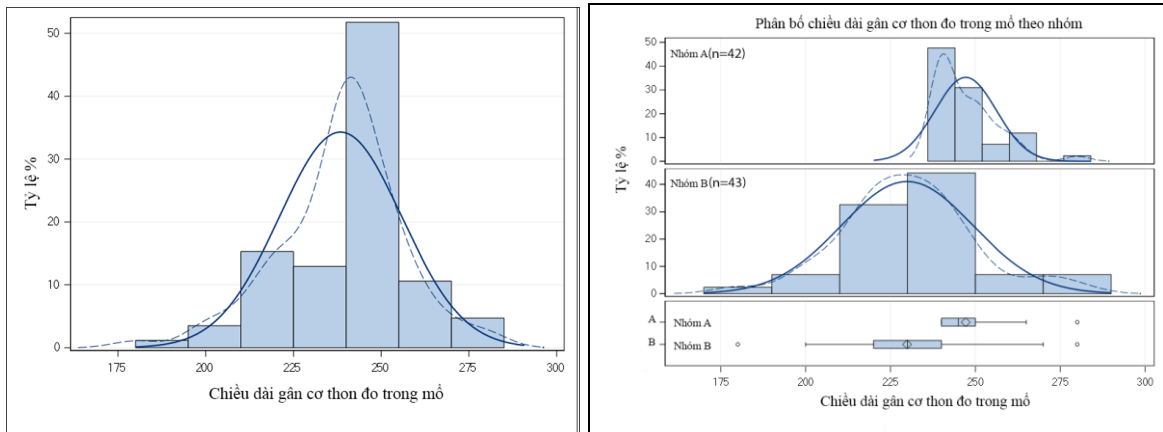 50
40
30
20
10
0
Tỷ lệ %
175 200 225 250 275 300
Chiều dài gân cơ thon đo trong mổ
Phân bố chiều dài gân cơ thon đo trong mổ theo nhóm
50
40
30
20
10
0
Nhóm A(n=42)
Tỷ lệ %
40
30
20
10
0
Nhóm B(n=43)
A Nhóm A
B Nhóm B
175 200 225 250 275 300
Chiều dài gân cơ thon đo trong mổ